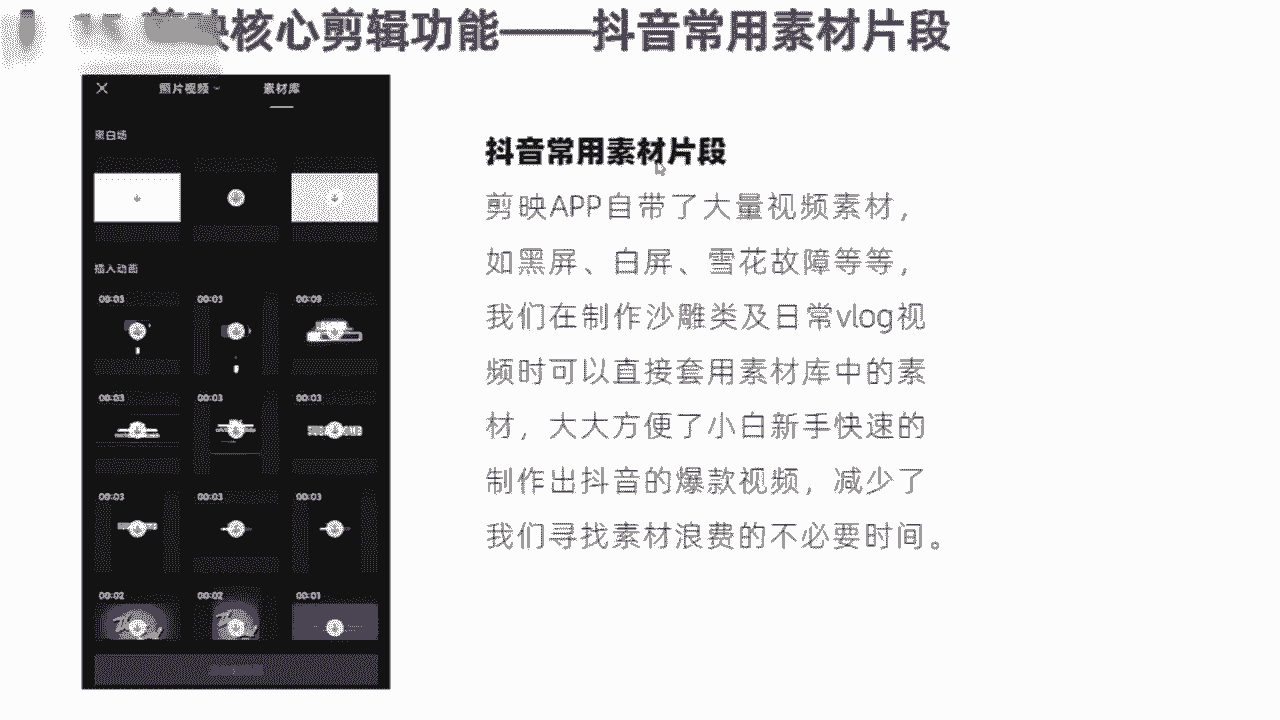 剪映核心剪辑功能——抖音常用素材片段
照片视频
素材库
黑白场
插入动画
00:03
00:03
00:09
00:03
00:03
00:03
00:03
00:03
00:03
00:02
00:02
00:01
抖音常用素材片段
剪映APP自带了大量视频素材，
如黑屏、白屏、雪花故障等等，
我们在制作沙雕类及日常vlog视
频时可以直接套用素材库中的素
材，大大方便了小白新手快速的
制作出抖音的爆款视频，减少了
我们寻找素材浪费的不必要时间。